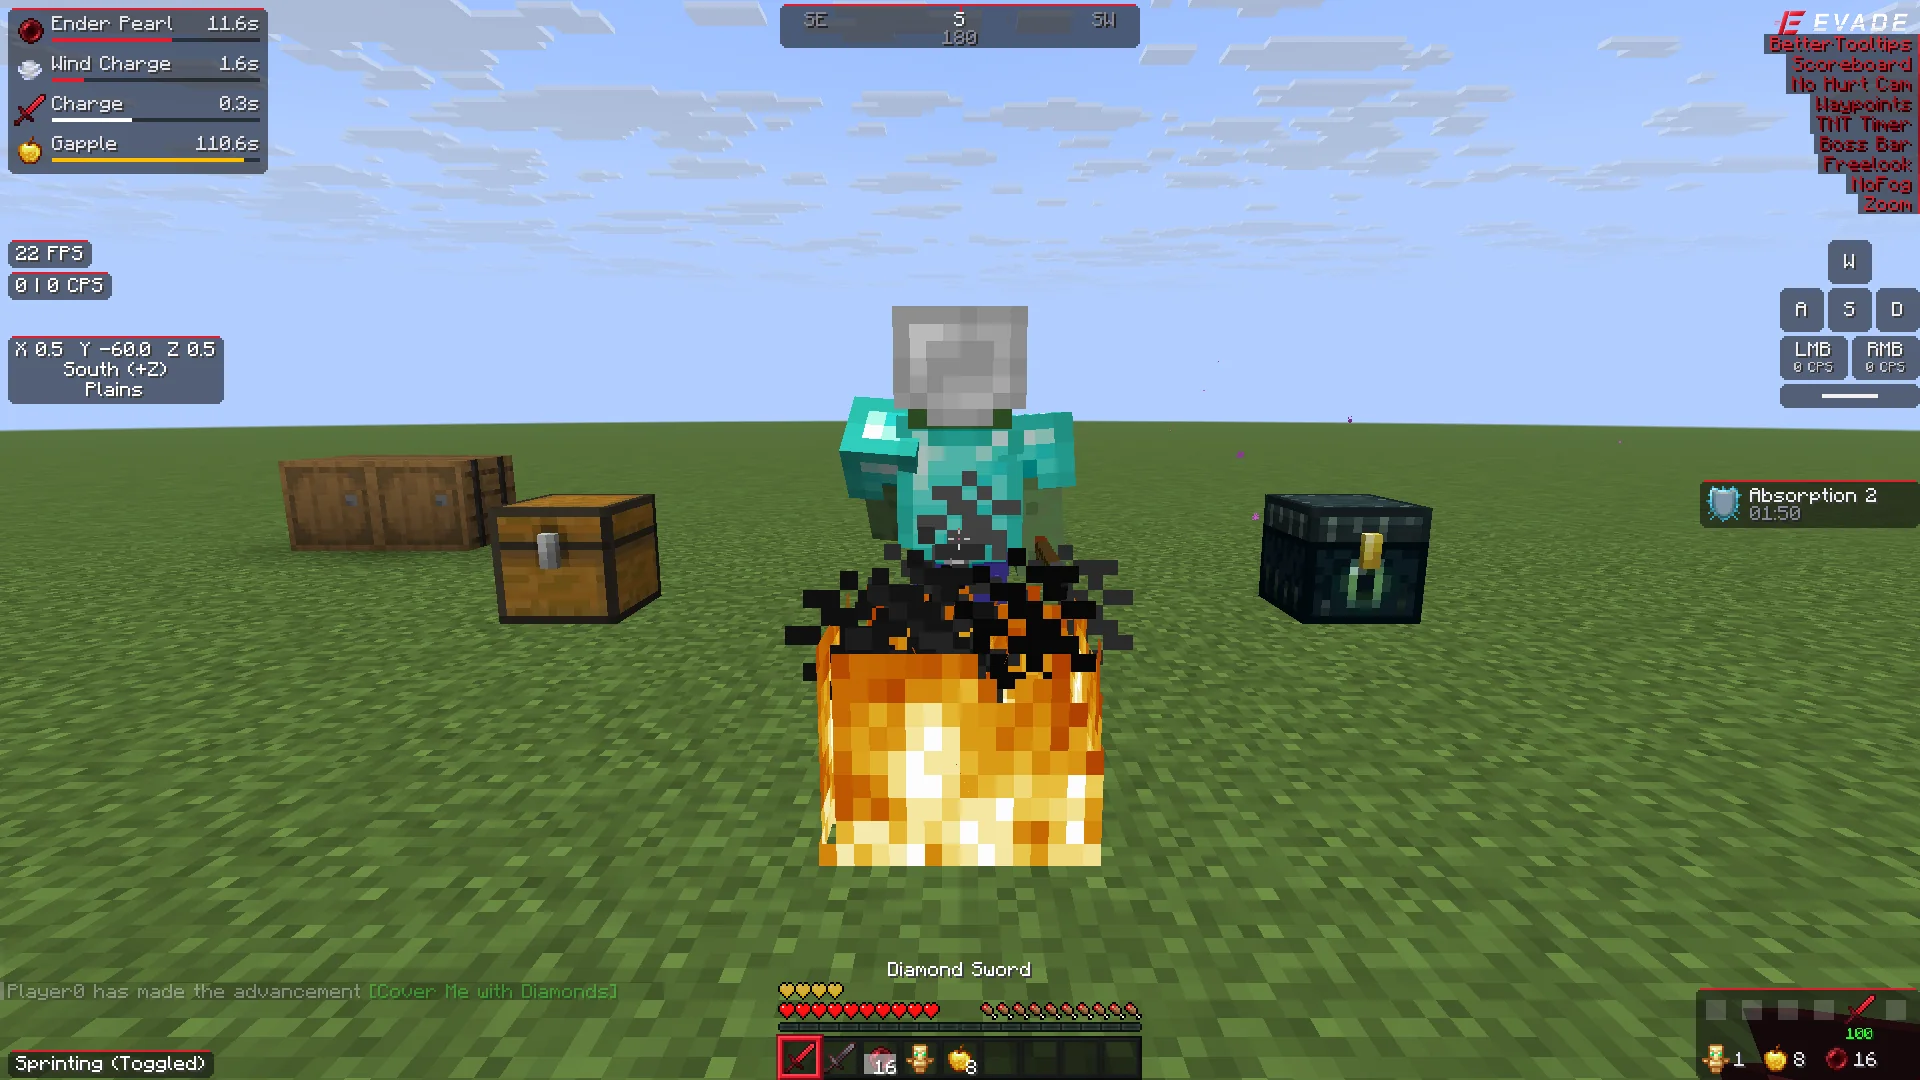 Ender Pearl 11.6s
Wind Charge 1.6s
Charge 0.3s
Gapple 110.6s
SE S SW
180
EVADE
Better Tooltips
Scoreboard
No Hurt Cam
Waypoints
TNT Timer
Boss Bar
Freelook
NoFog
Zoom
22 FPS
0 | 0 CPS
W
A S D
LMB RMB
0 CPS 0 CPS
X 0.5 Y -60.0 Z 0.5
South (+Z)
Plains
Absorption 2
01:50
Diamond Sword
Player0 has made the advancement [Cover Me with Diamonds]
Sprinting (Toggled)
16 8
100
1 8 16